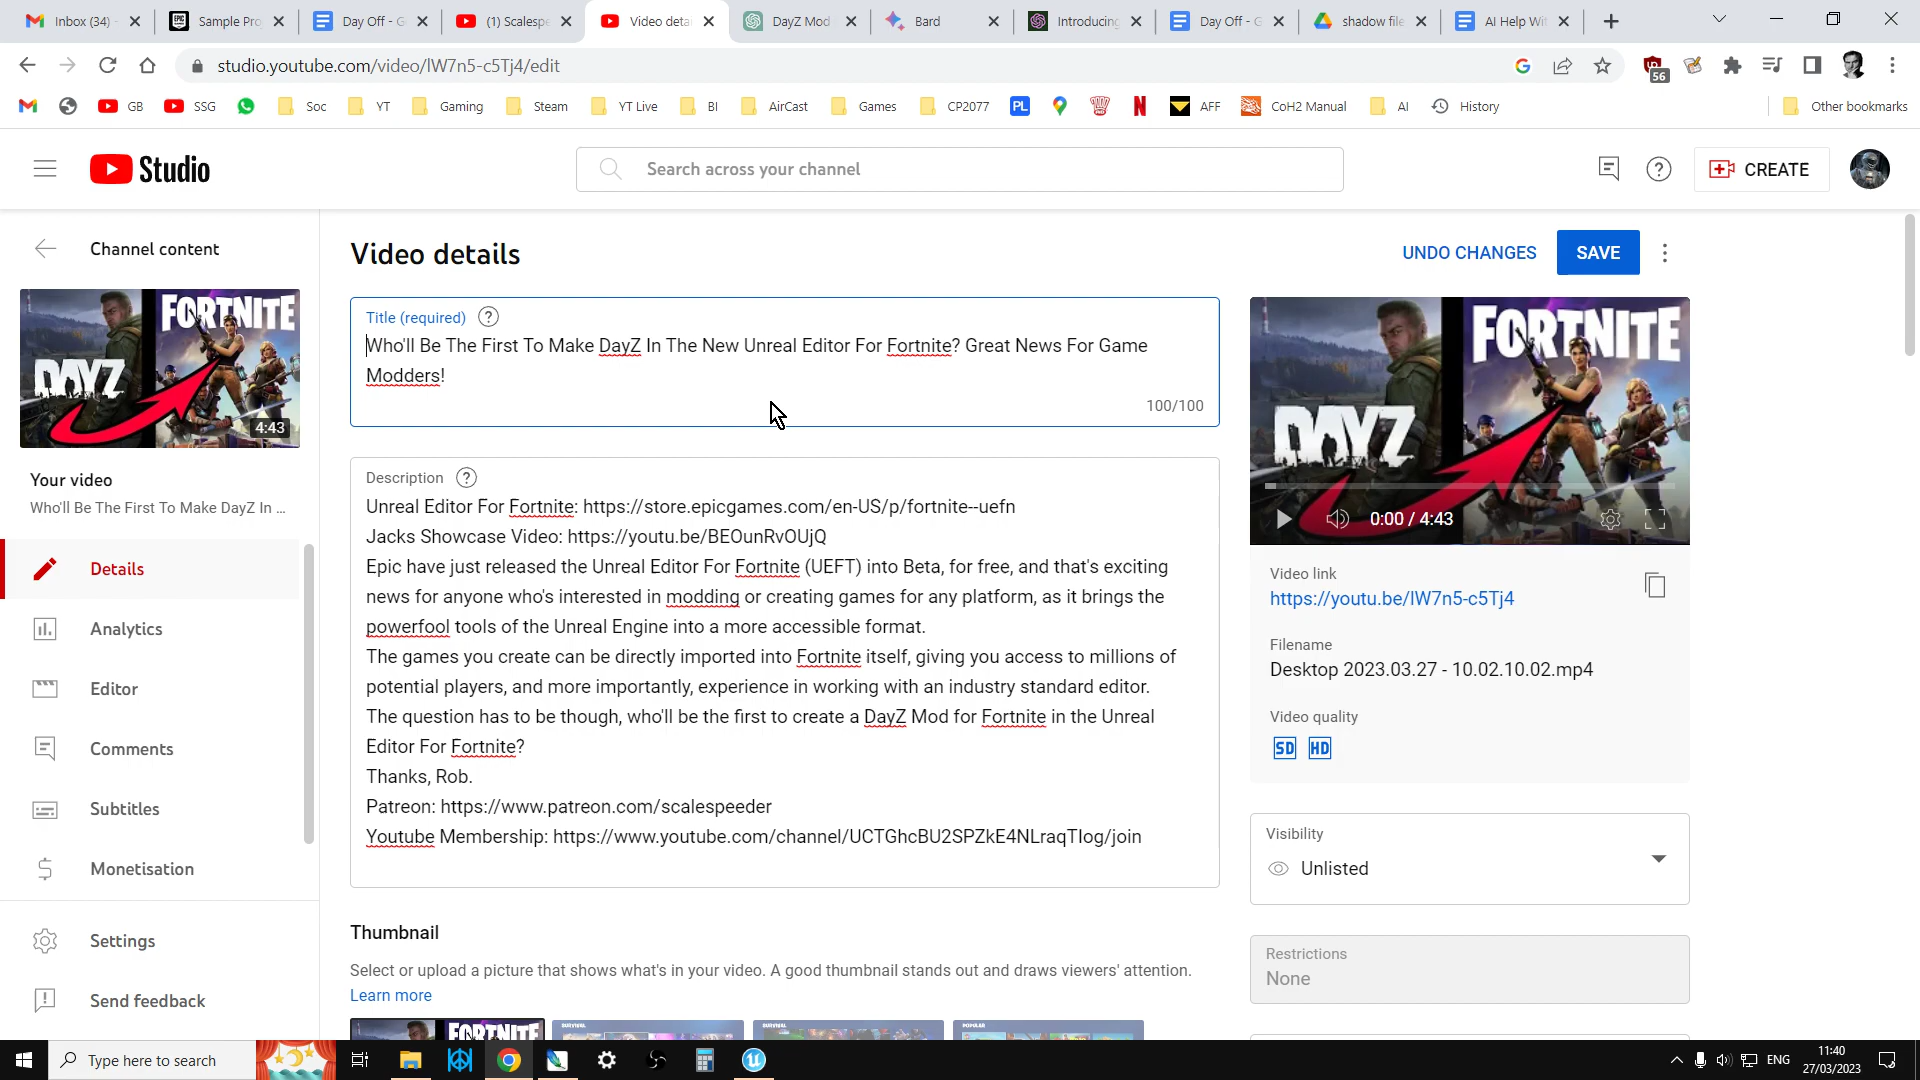 Inbox (34) -
Sample Pro
Day Off - G
(1) Scalespe
Video detai
DayZ Mod
Bard
Introducing
Day Off - G
shadow file
AI Help Wit
studio.youtube.com/video/lW7n5-c5Tj4/edit
56
GB
SSG
Soc
YT
Gaming
Steam
YT Live
BI
AirCast
Games
CP2077
PL
AFF
CoH2 Manual
AI
History
Other bookmarks
Studio
Search across your channel
CREATE
Channel content
Video details
UNDO CHANGES
SAVE
DAYZ
FORTNITE
4:43
Your video
Who'll Be The First To Make DayZ In ...
Details
Analytics
Editor
Comments
Subtitles
Monetisation
Settings
Send feedback
Title (required)
Who'll Be The First To Make DayZ In The New Unreal Editor For Fortnite? Great News For Game
Modders!
100/100
Description
Unreal Editor For Fortnite: https://store.epicgames.com/en-US/p/fortnite--uefn
Jacks Showcase Video: https://youtu.be/BEOunRvOUjQ
Epic have just released the Unreal Editor For Fortnite (UEFT) into Beta, for free, and that's exciting
news for anyone who's interested in modding or creating games for any platform, as it brings the
powerfool tools of the Unreal Engine into a more accessible format.
The games you create can be directly imported into Fortnite itself, giving you access to millions of
potential players, and more importantly, experience in working with an industry standard editor.
The question has to be though, who'll be the first to create a DayZ Mod for Fortnite in the Unreal
Editor For Fortnite?
Thanks, Rob.
Patreon: https://www.patreon.com/scalespeeder
Youtube Membership: https://www.youtube.com/channel/UCTGhcBU2SPZkE4NLraqTlog/join
Thumbnail
Select or upload a picture that shows what's in your video. A good thumbnail stands out and draws viewers' attention.
Learn more
FORTNITE
DAYZ
FORTNITE
0:00 / 4:43
Video link
https://youtu.be/lW7n5-c5Tj4
Filename
Desktop 2023.03.27 - 10.02.10.02.mp4
Video quality
SD HD
Visibility
Unlisted
Restrictions
None
Type here to search
ENG
11:40
27/03/2023